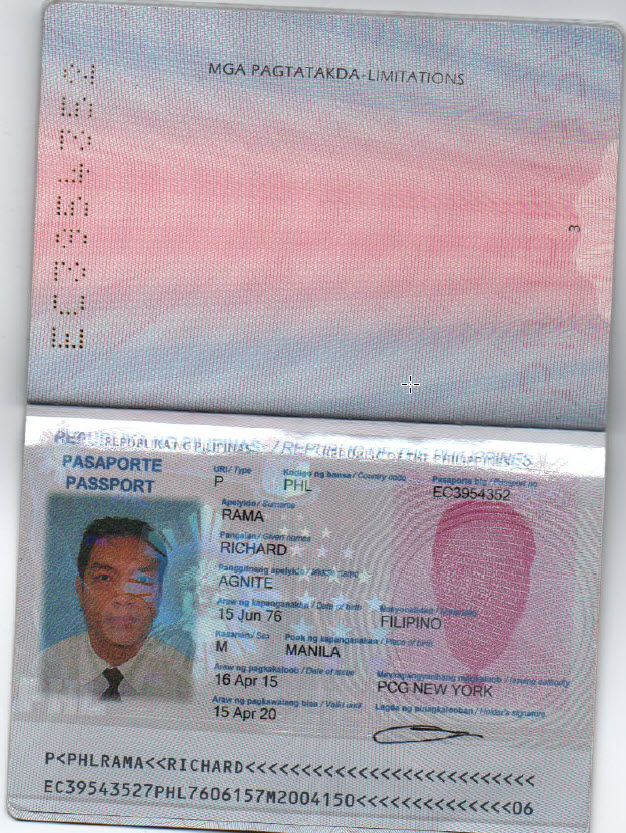 EC3954352
MGA PAGTATAKDA-LIMITATIONS
3
REPUBLIKA NG PILIPINAS / REPUBLIC OF THE PHILIPPINES
PASAPORTE
PASSPORT
Uri/ Type
P
Kodigo ng bansa / Country code
PHL
Pasaporte blg / Passport no
EC3954352
Apelyido / Surname
RAMA
Pangalan / Given names
RICHARD
Panggitnang apelyido /
AGNITE
Araw ng kapanganakan / Date of birth
15 Jun 76
FILIPINO
Kasarian/ Sex
M
Pook ng kapanganakan / Place of birth
MANILA
Araw ng pagkakaloob / Date of issue
16 Apr 15
Maykapangyarihang nagkaloob / Issuing authority
PCG NEW YORK
Araw ng pagkawalang bisa / Valid until
15 Apr 20
Lagda ng pinagkalooban / Holder's signature
PHL
P<PHLRAMA<<RICHARD<<<<<<<<<<<<<<<<<<<<<<<<<<
EC39543527PHL7606157M2004150<<<<<<<<<<<<<<06